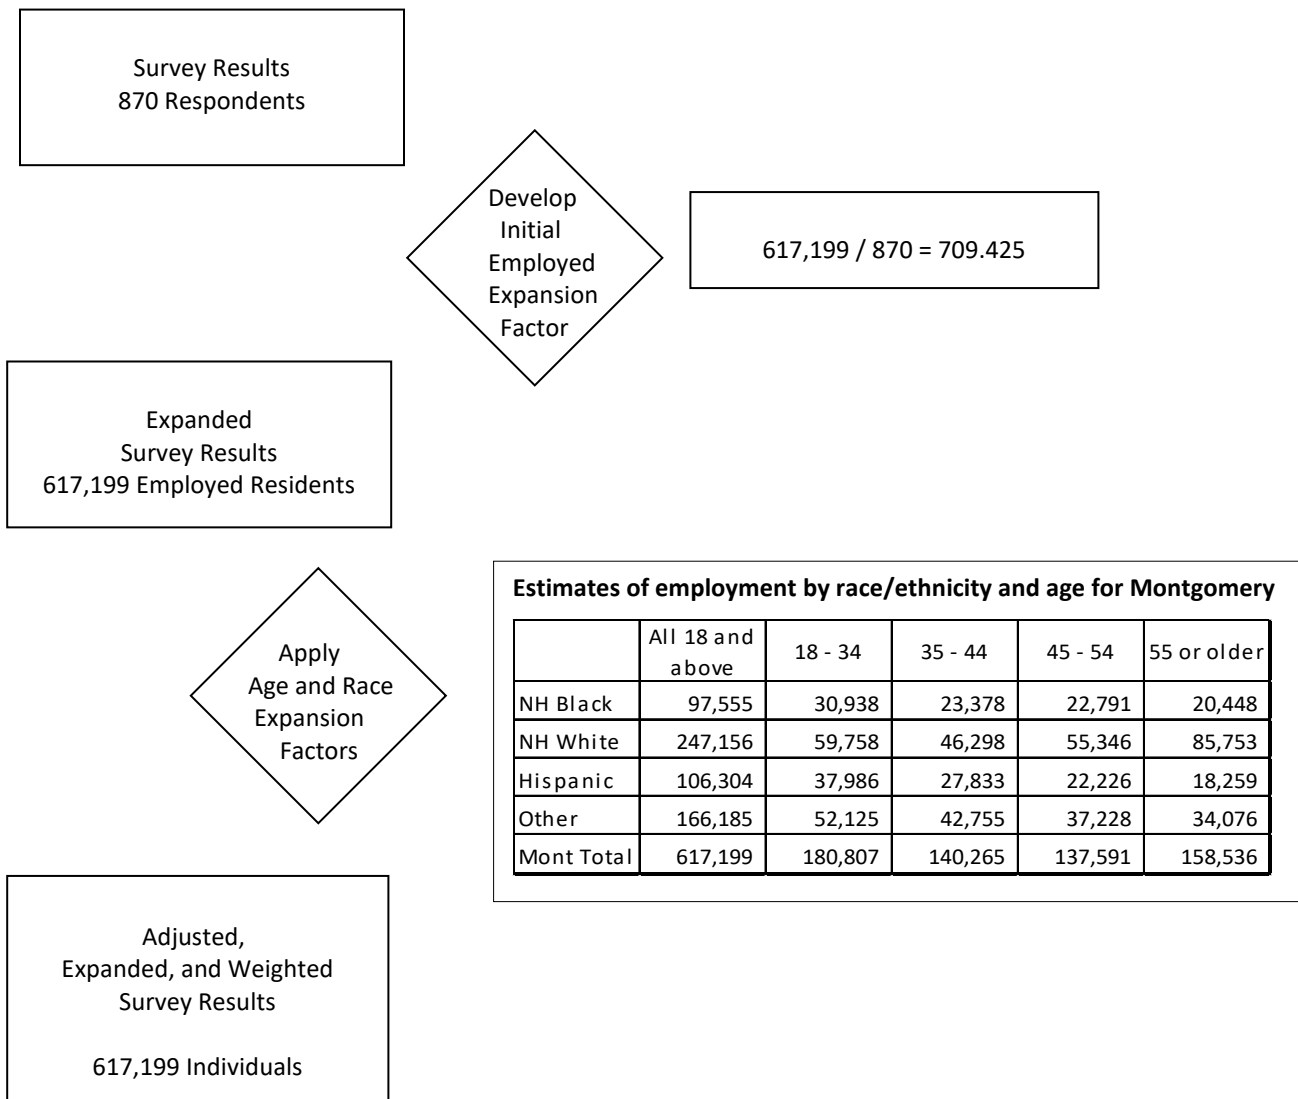 Survey Results
870 Respondents
Develop
Initial
Employed
Expansion
Factor
617,199 / 870 = 709.425
Expanded
Survey Results
617,199 Employed Residents
Apply
Age and Race
Expansion
Factors
Estimates of employment by race/ethnicity and age for Montgomery
All 18 and above 18 - 34 35 - 44 45 - 54 55 or older
NH Black 97,555 30,938 23,378 22,791 20,448
NH White 247,156 59,758 46,298 55,346 85,753
Hispanic 106,304 37,986 27,833 22,226 18,259
Other 166,185 52,125 42,755 37,228 34,076
Mont Total 617,199 180,807 140,265 137,591 158,536
Adjusted,
Expanded, and Weighted
Survey Results
617,199 Individuals